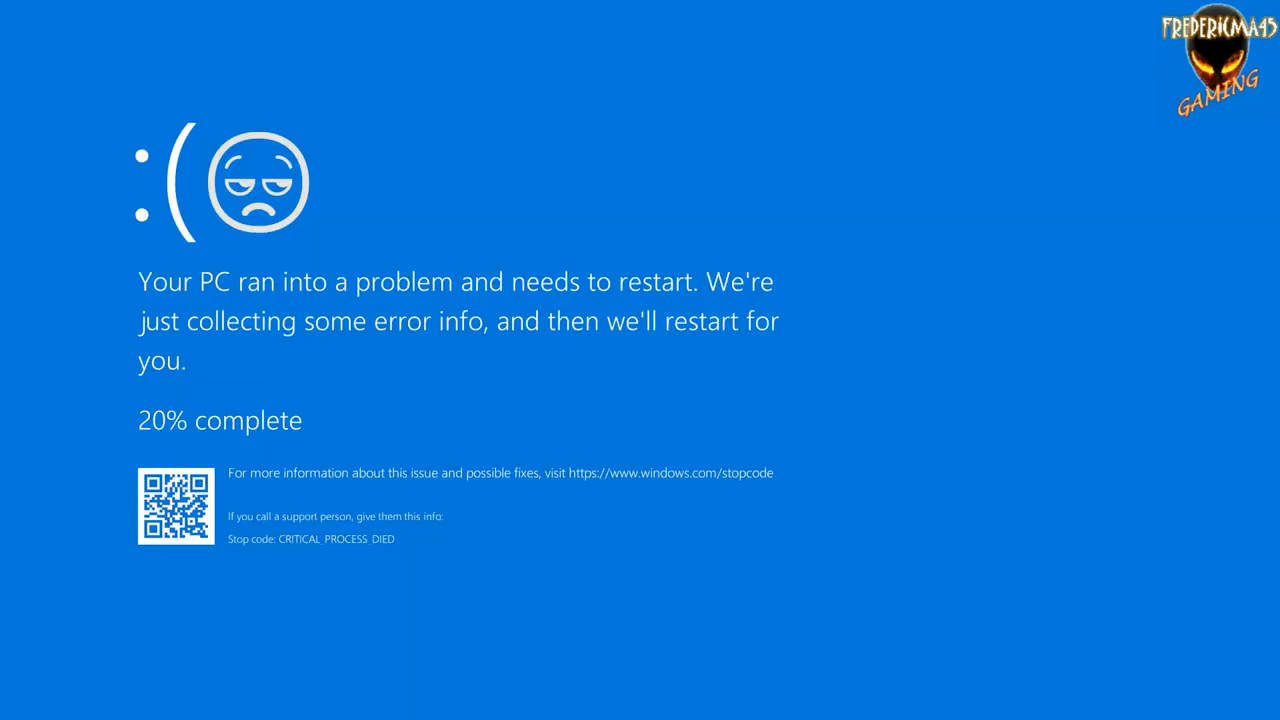 FREDERICMA45
GAMING
:(
Your PC ran into a problem and needs to restart. We're
just collecting some error info, and then we'll restart for
you.
20% complete
For more information about this issue and possible fixes, visit https://www.windows.com/stopcode
If you call a support person, give them this info:
Stop code: CRITICAL_PROCESS_DIED